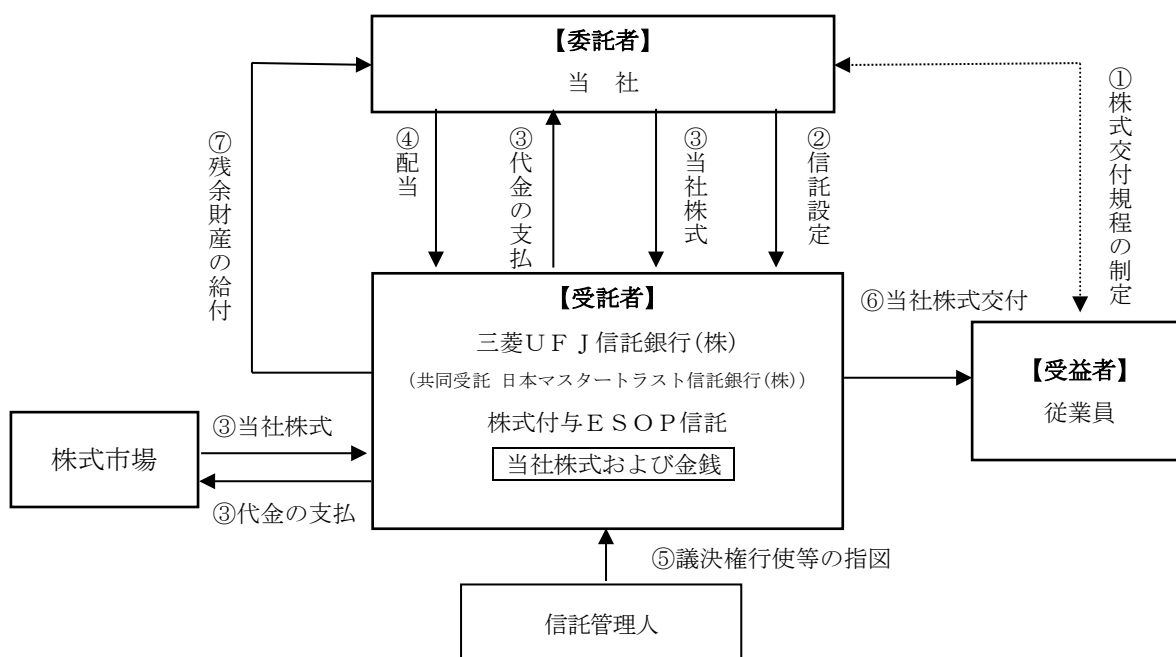 【委託者】
当　社
①株式交付規程の制定
⑦残余財産の給付
④配当
③代金の支払
③当社株式
②信託設定
【受託者】
三菱ＵＦＪ信託銀行(株)
(共同受託 日本マスタートラスト信託銀行(株))
株式付与ＥＳＯＰ信託
当社株式および金銭
⑥当社株式交付
【受益者】
従業員
株式市場
③当社株式
③代金の支払
⑤議決権行使等の指図
信託管理人